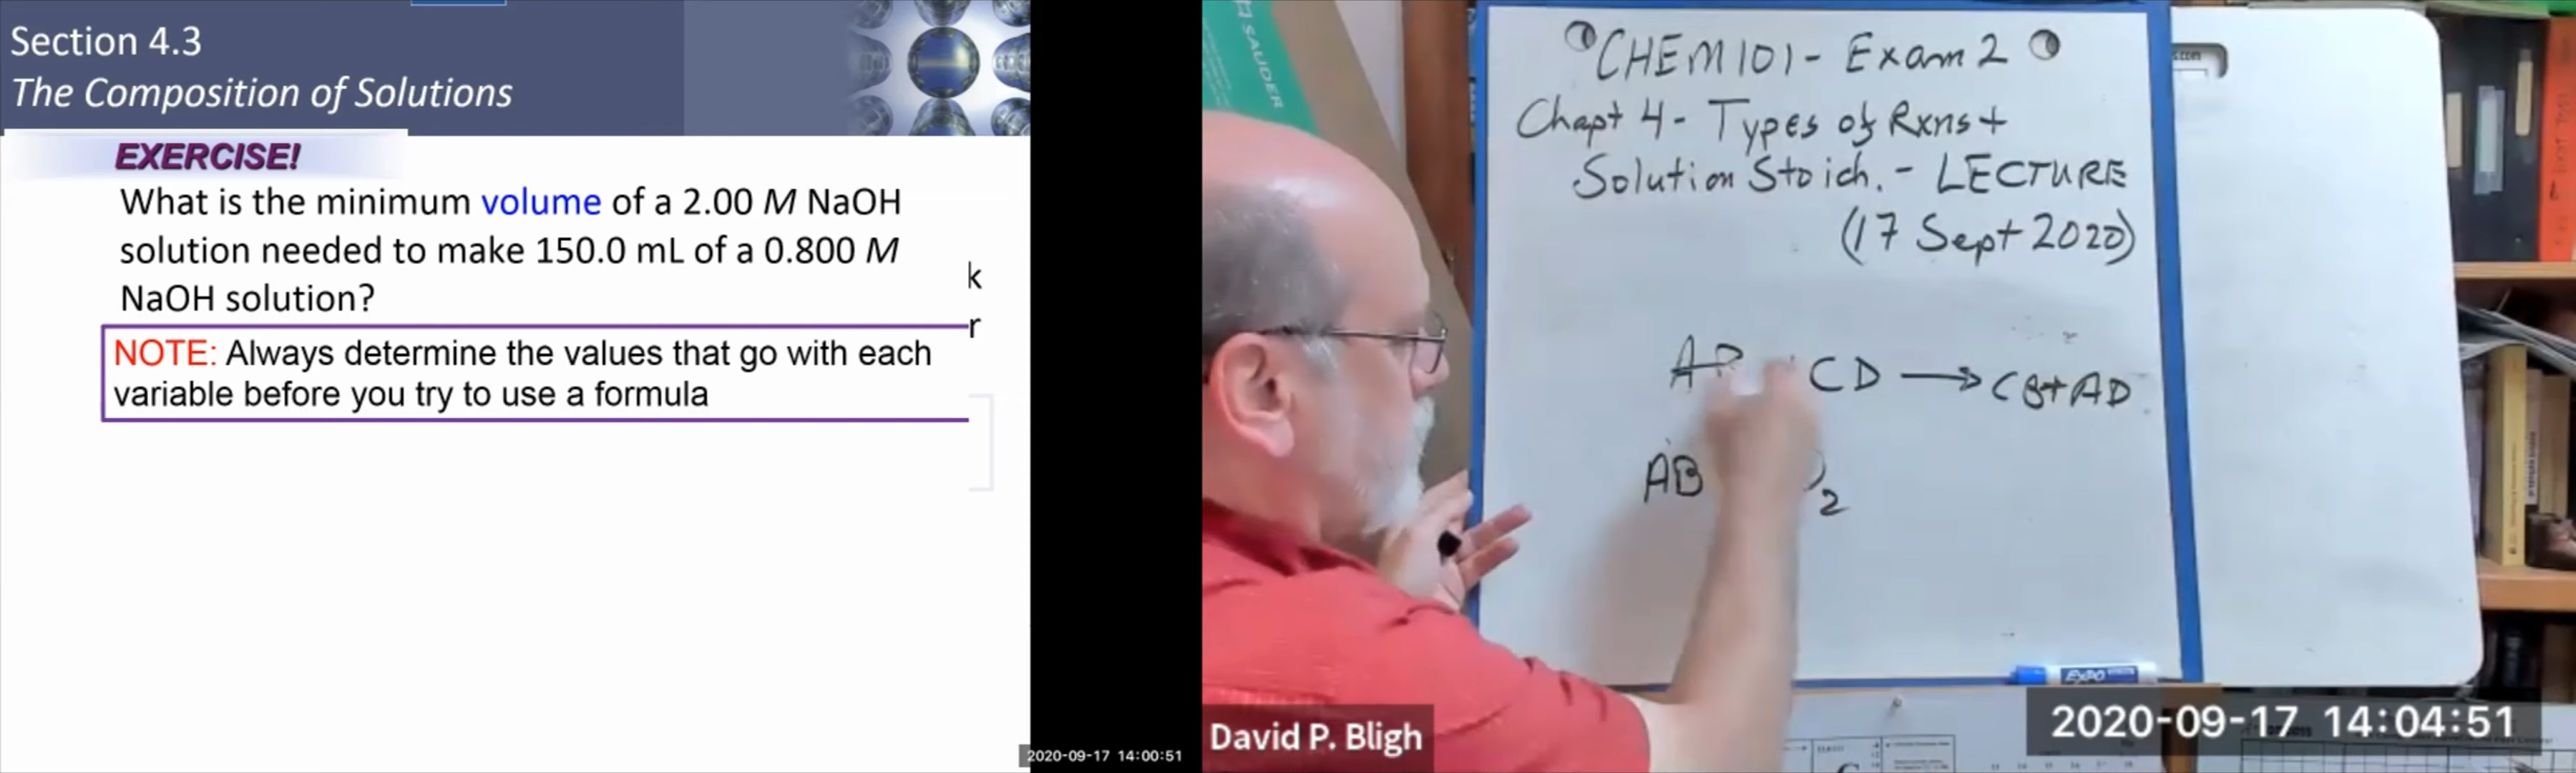 Section 4.3
The Composition of Solutions
EXERCISE!
What is the minimum volume of a 2.00 M NaOH
solution needed to make 150.0 mL of a 0.800 M
NaOH solution?
k
r
NOTE: Always determine the values that go with each
variable before you try to use a formula
2020-09-17 14:00:51
SAUDER
CHEM 101 - Exam 2
Chapt 4 - Types of Rxns +
Solution Stoich. - LECTURE
(17 Sept 2020)
CD → CB + AD
AB
2
EXPO
David P. Bligh
2020-09-17 14:04:51